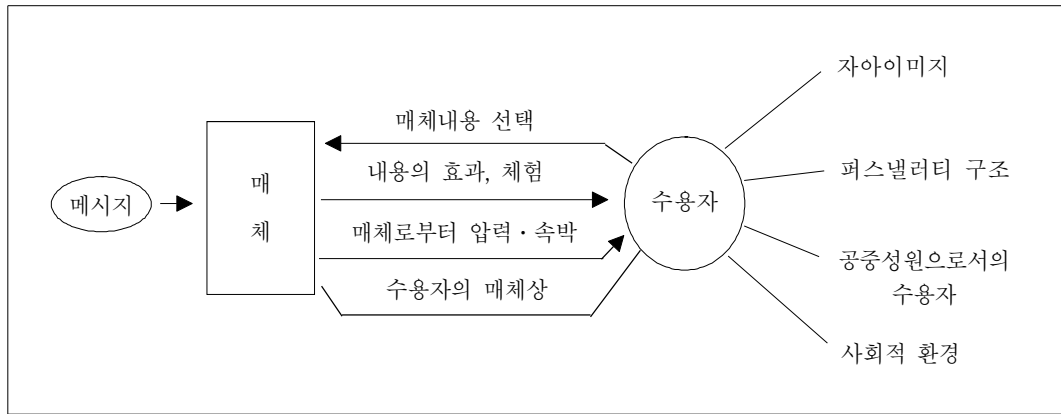 메시지
매
체
매체내용 선택
내용의 효과, 체험
매체로부터 압력·속박
수용자의 매체상
수용자
자아이미지
퍼스낼러티 구조
공중성원으로서의
수용자
사회적 환경